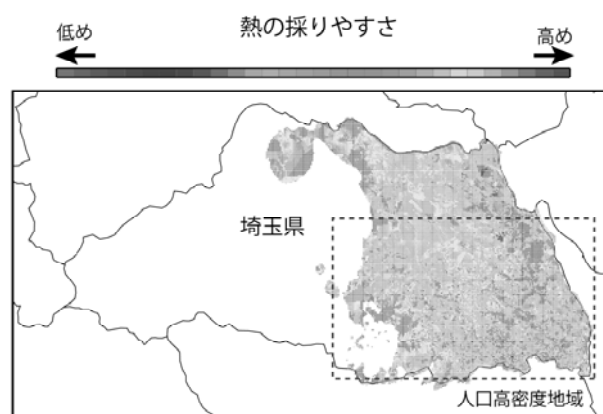 熱の採りやすさ
低め
高め
埼玉県
人口高密度地域